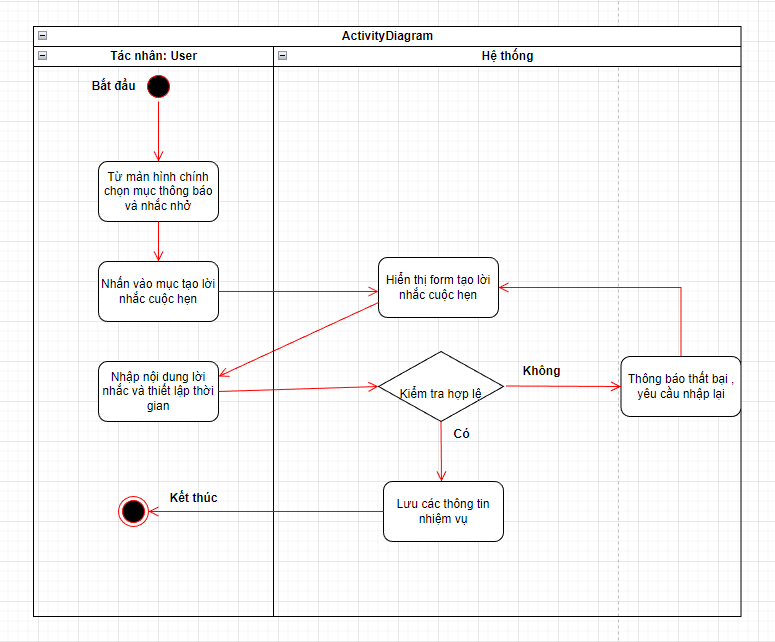 ActivityDiagram
Tác nhân: User
Hệ thống
Bắt đầu
Từ màn hình chính
chọn mục thông báo
và nhắc nhở
Nhấn vào mục tạo lời
nhắc cuộc hẹn
Hiển thị form tạo lời
nhắc cuộc hẹn
Nhập nội dung lời
nhắc và thiết lập thời
gian
Kiểm tra hợp lệ
Không
Thông báo thất bại ,
yêu cầu nhập lại
Có
Lưu các thông tin
nhiệm vụ
Kết thúc